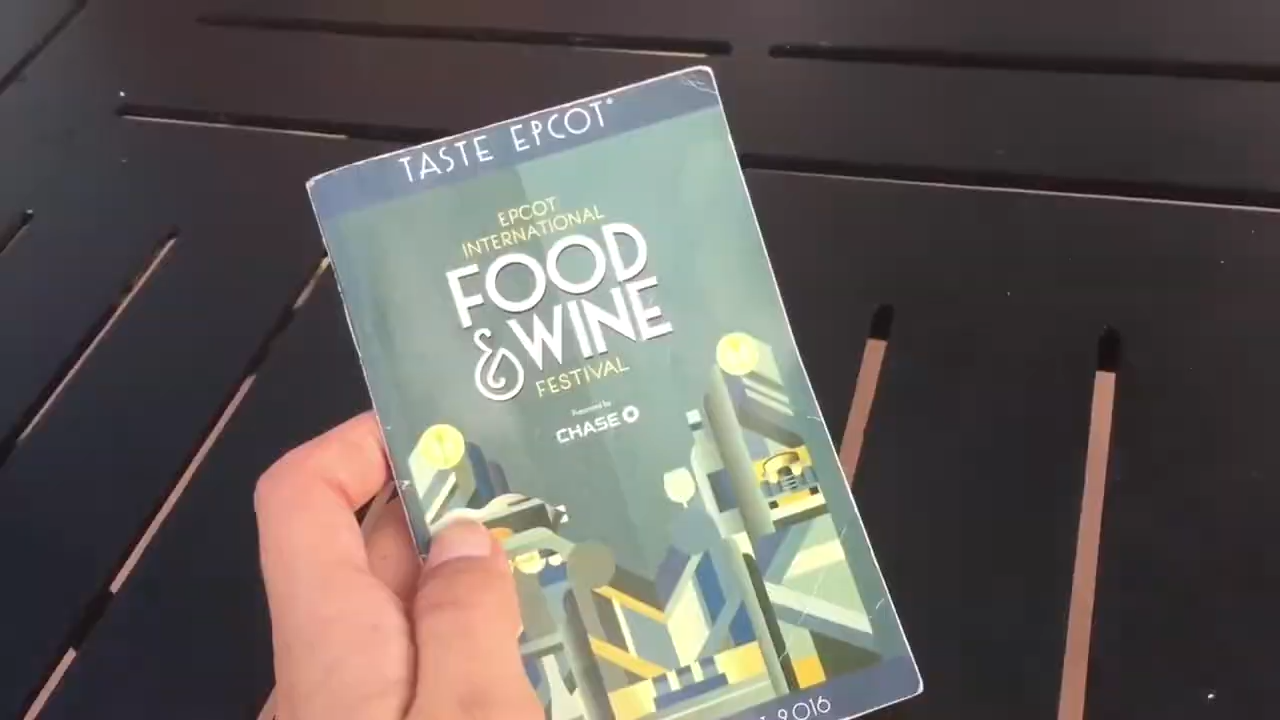 TASTE EPCOT®
EPCOT
INTERNATIONAL
FOOD
& WINE
FESTIVAL
Presented by
CHASE
2016